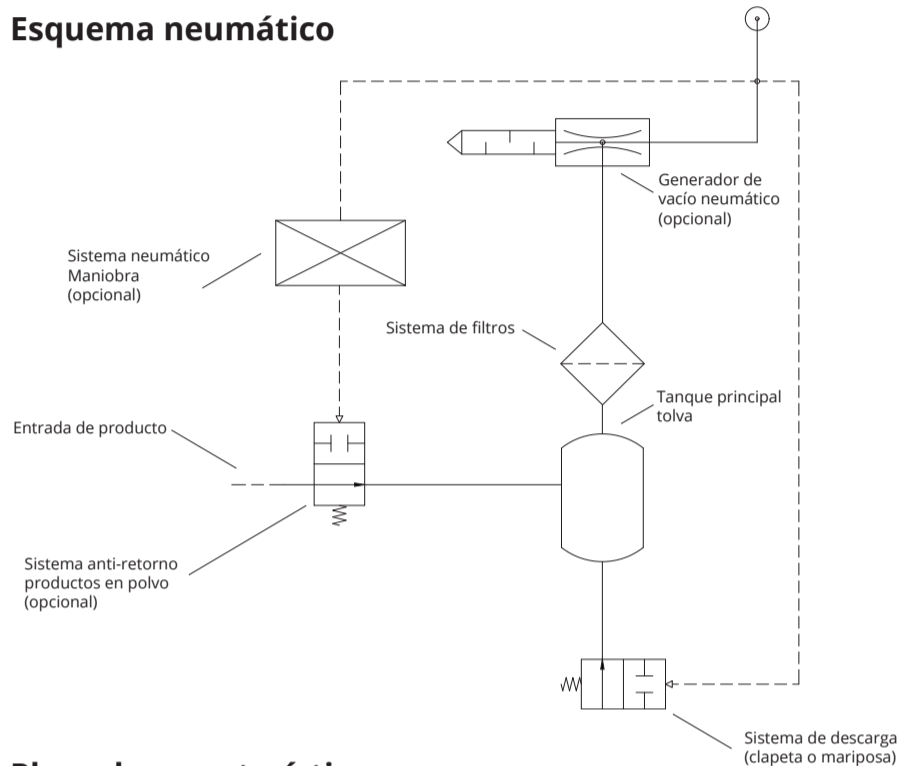 Esquema neumático
Generador de
vacío neumático
(opcional)
Sistema neumático
Maniobra
(opcional)
Sistema de filtros
Tanque principal
tolva
Entrada de producto
Sistema anti-retorno
productos en polvo
(opcional)
Sistema de descarga
(clapeta o mariposa)